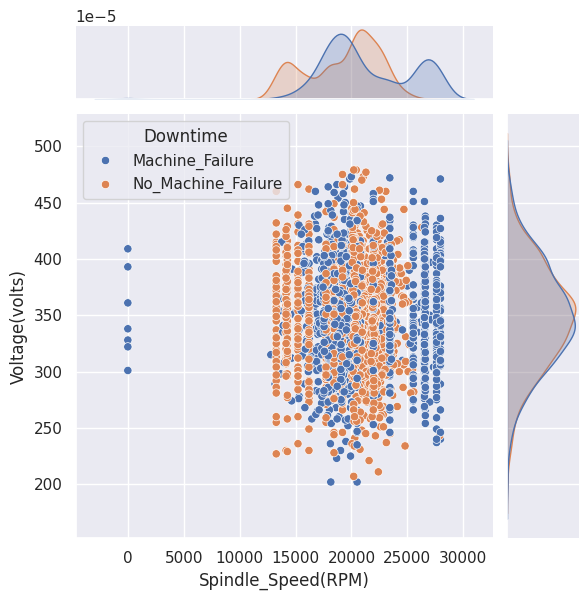 1e−5
Downtime
Machine_Failure
No_Machine_Failure
500
450
400
350
300
250
200
Voltage(volts)
0 5000 10000 15000 20000 25000 30000
Spindle_Speed(RPM)